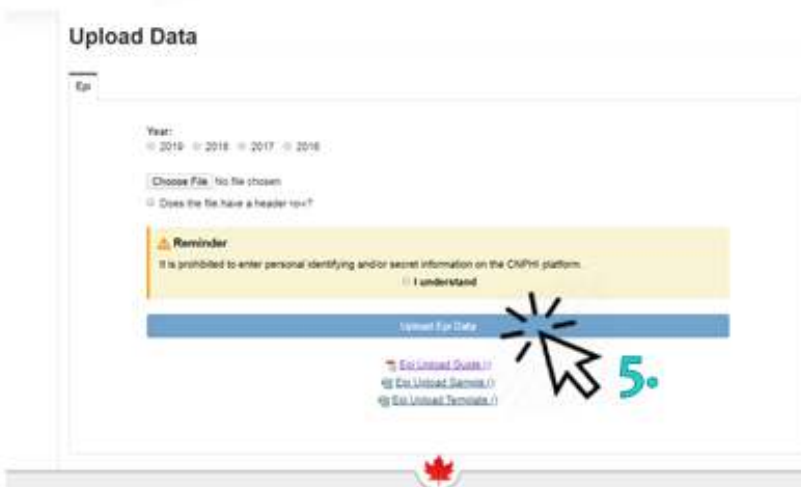 Upload Data
Epi
Year:
2019 2018 2017 2016
Choose File No file chosen
Does the file have a header row?
Reminder
It is prohibited to enter personal identifying and/or secret information on the CNPHI platform.
I understand
Upload Epi Data
Epi Upload Guide ()
Epi Upload Sample ()
Epi Upload Template ()
5.